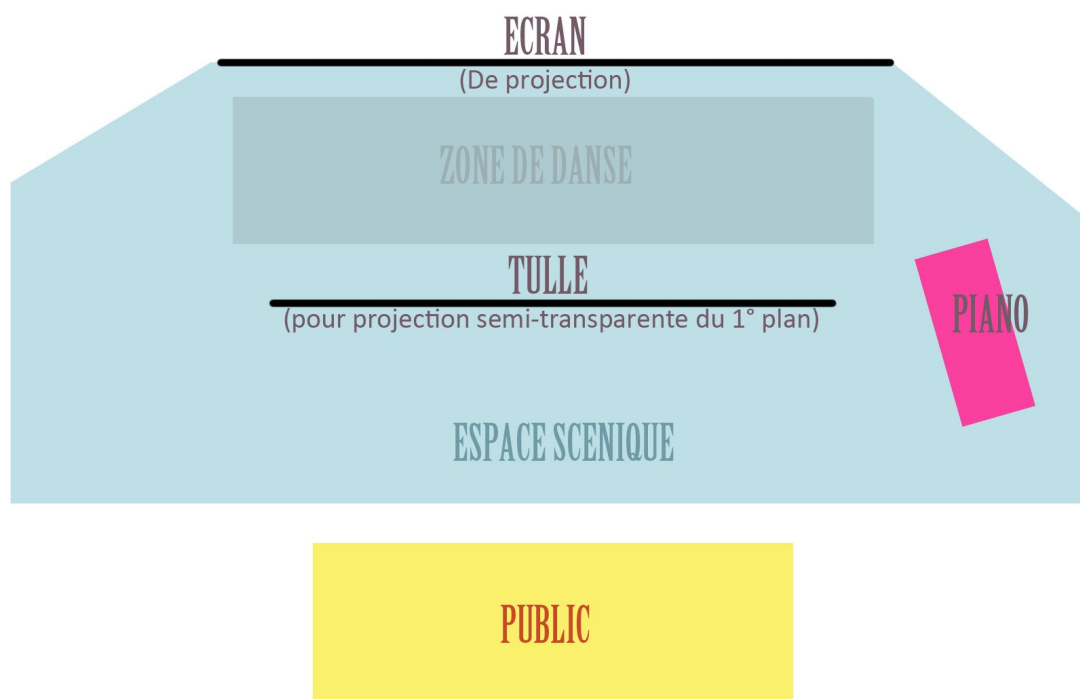 ECRAN
(De projection)
ZONE DE DANSE
TULLE
(pour projection semi-transparente du 1° plan)
PIANO
ESPACE SCENIQUE
PUBLIC